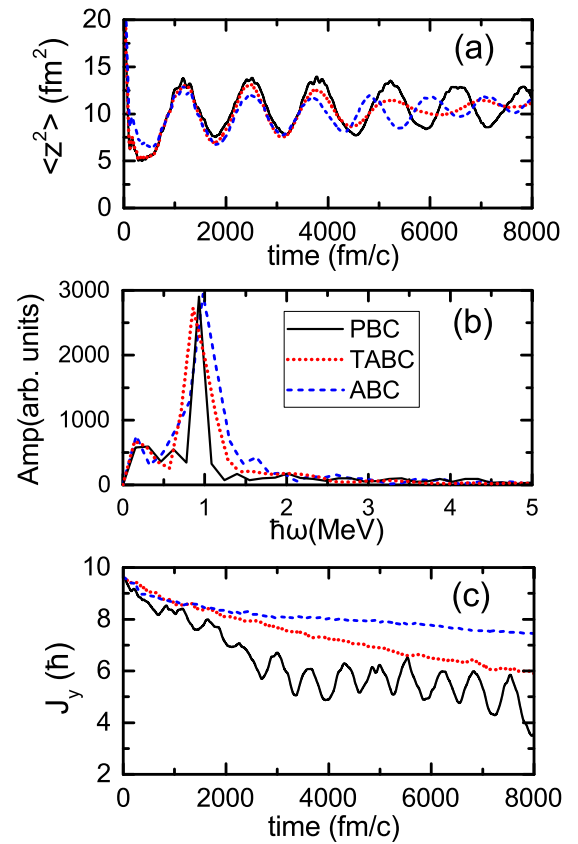 (a)
<z²> (fm²)
20
15
10
5
0
0 2000 4000 6000 8000
time (fm/c)
(b)
Amp(arb. units)
3000
2000
1000
0
PBC
TABC
ABC
0 1 2 3 4 5
ħω(MeV)
(c)
J_y (ħ)
10
8
6
4
2
0 2000 4000 6000 8000
time (fm/c)